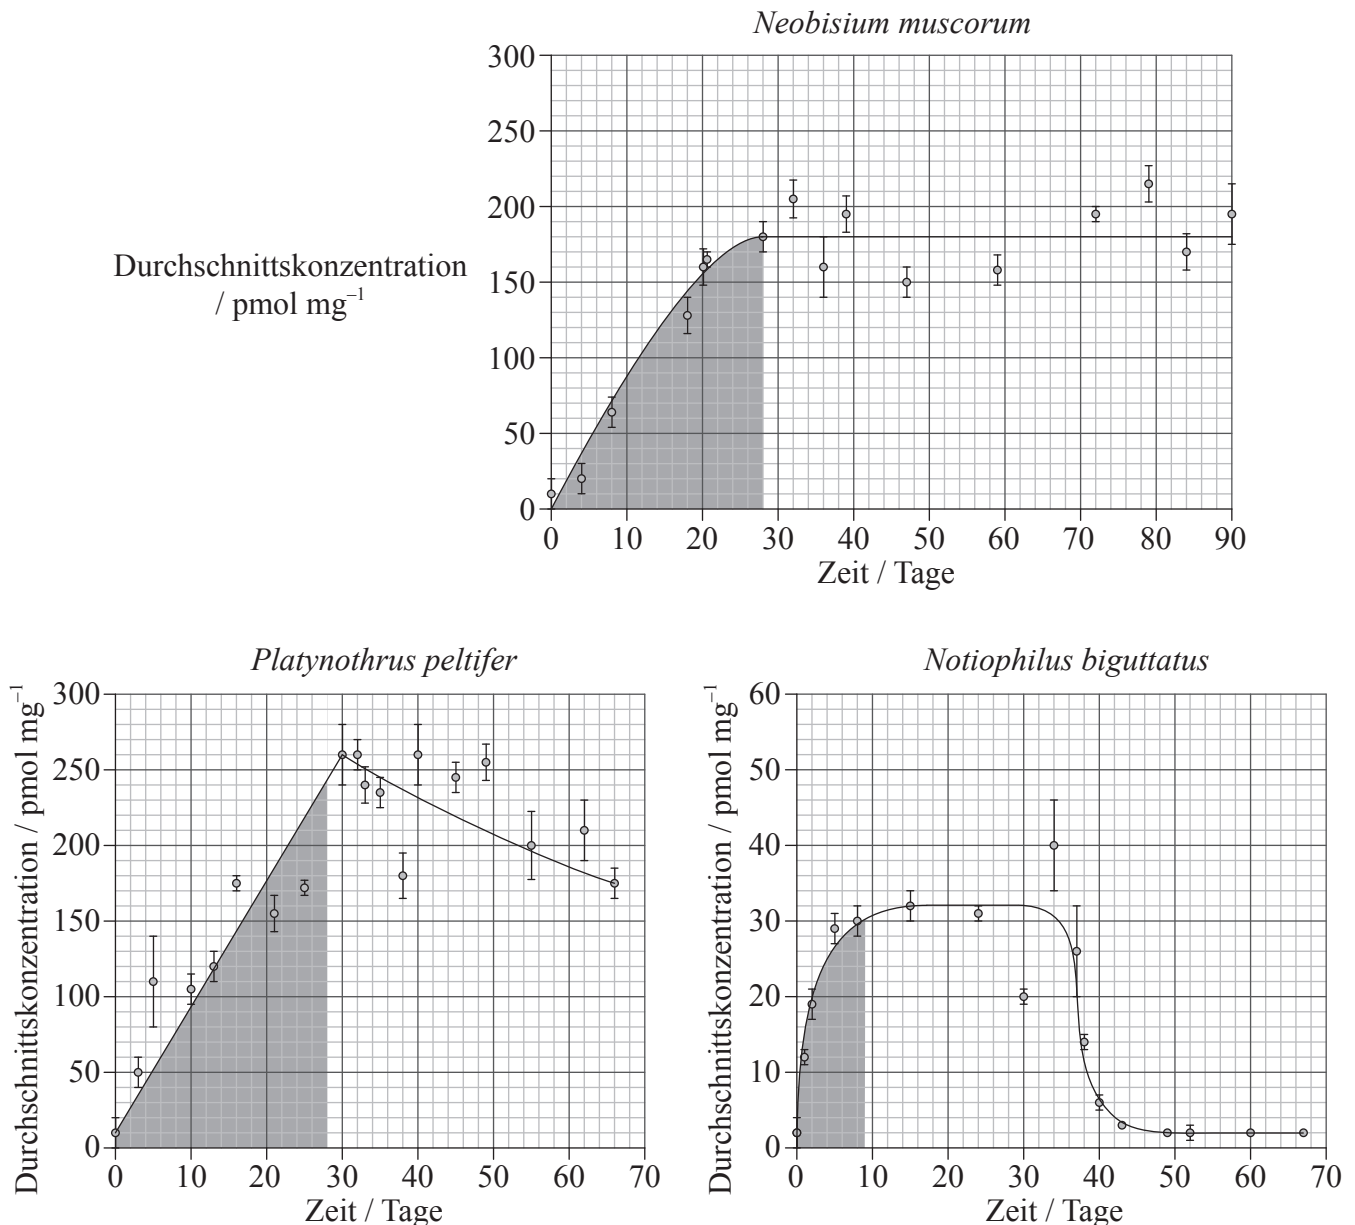 Neobisium muscorum
300
250
200
150
100
50
0
Durchschnittskonzentration
/ pmol mg⁻¹
0 10 20 30 40 50 60 70 80 90
Zeit / Tage
Platynothrus peltifer
Durchschnittskonzentration / pmol mg⁻¹
300
250
200
150
100
50
0
0 10 20 30 40 50 60 70
Zeit / Tage
Notiophilus biguttatus
Durchschnittskonzentration / pmol mg⁻¹
60
50
40
30
20
10
0
0 10 20 30 40 50 60 70
Zeit / Tage